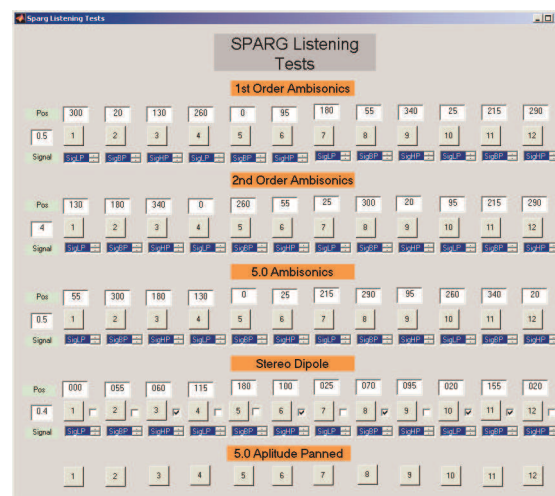 Sparg Listening Tests
SPARG Listening
Tests
1st Order Ambisonics
Pos 300 20 130 260 0 95 180 55 340 25 215 290
0.5 1 2 3 4 5 6 7 8 9 10 11 12
Signal SigLP SigBP SigHP SigLP SigBP SigHP SigLP SigBP SigHP SigLP SigBP SigHP
2nd Order Ambisonics
Pos 130 180 340 0 260 55 25 300 20 95 215 290
4 1 2 3 4 5 6 7 8 9 10 11 12
Signal SigLP SigBP SigHP SigLP SigBP SigHP SigLP SigBP SigHP SigLP SigBP SigHP
5.0 Ambisonics
Pos 55 300 180 130 0 25 215 290 95 260 340 20
0.5 1 2 3 4 5 6 7 8 9 10 11 12
Signal SigLP SigBP SigHP SigLP SigBP SigHP SigLP SigBP SigHP SigLP SigBP SigHP
Stereo Dipole
Pos 000 055 060 115 180 180 025 070 095 020 155 020
0.4 1 2 3 4 5 6 7 8 9 10 11 12
Signal SigLP SigBP SigHP SigLP SigBP SigHP SigLP SigBP SigHP SigLP SigBP SigHP
5.0 Aplitude Panned
1 2 3 4 5 6 7 8 9 10 11 12